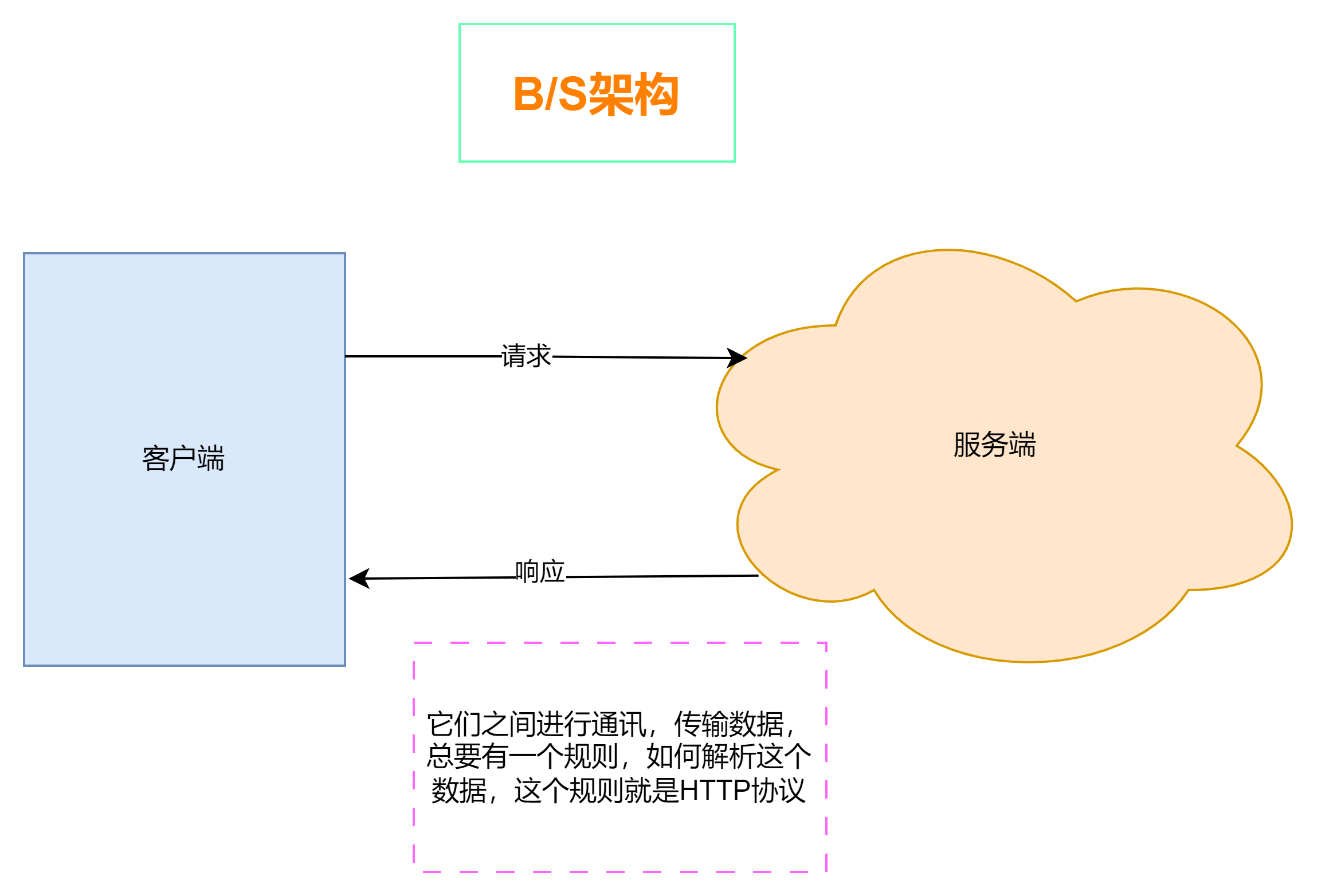 B/S架构
请求
客户端
服务端
响应
它们之间进行通讯，传输数据，
总要有一个规则，如何解析这个
数据，这个规则就是HTTP协议